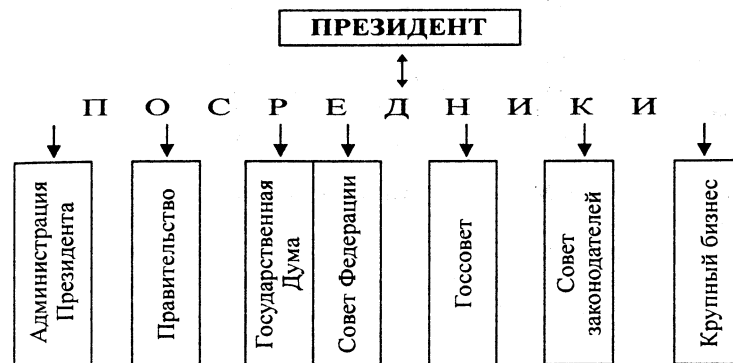 ПРЕЗИДЕНТ
П О С Р Е Д Н И К И
Администрация
Президента
Правительство
Государственная
Дума
Совет Федерации
Госсовет
Совет
законодателей
Крупный бизнес